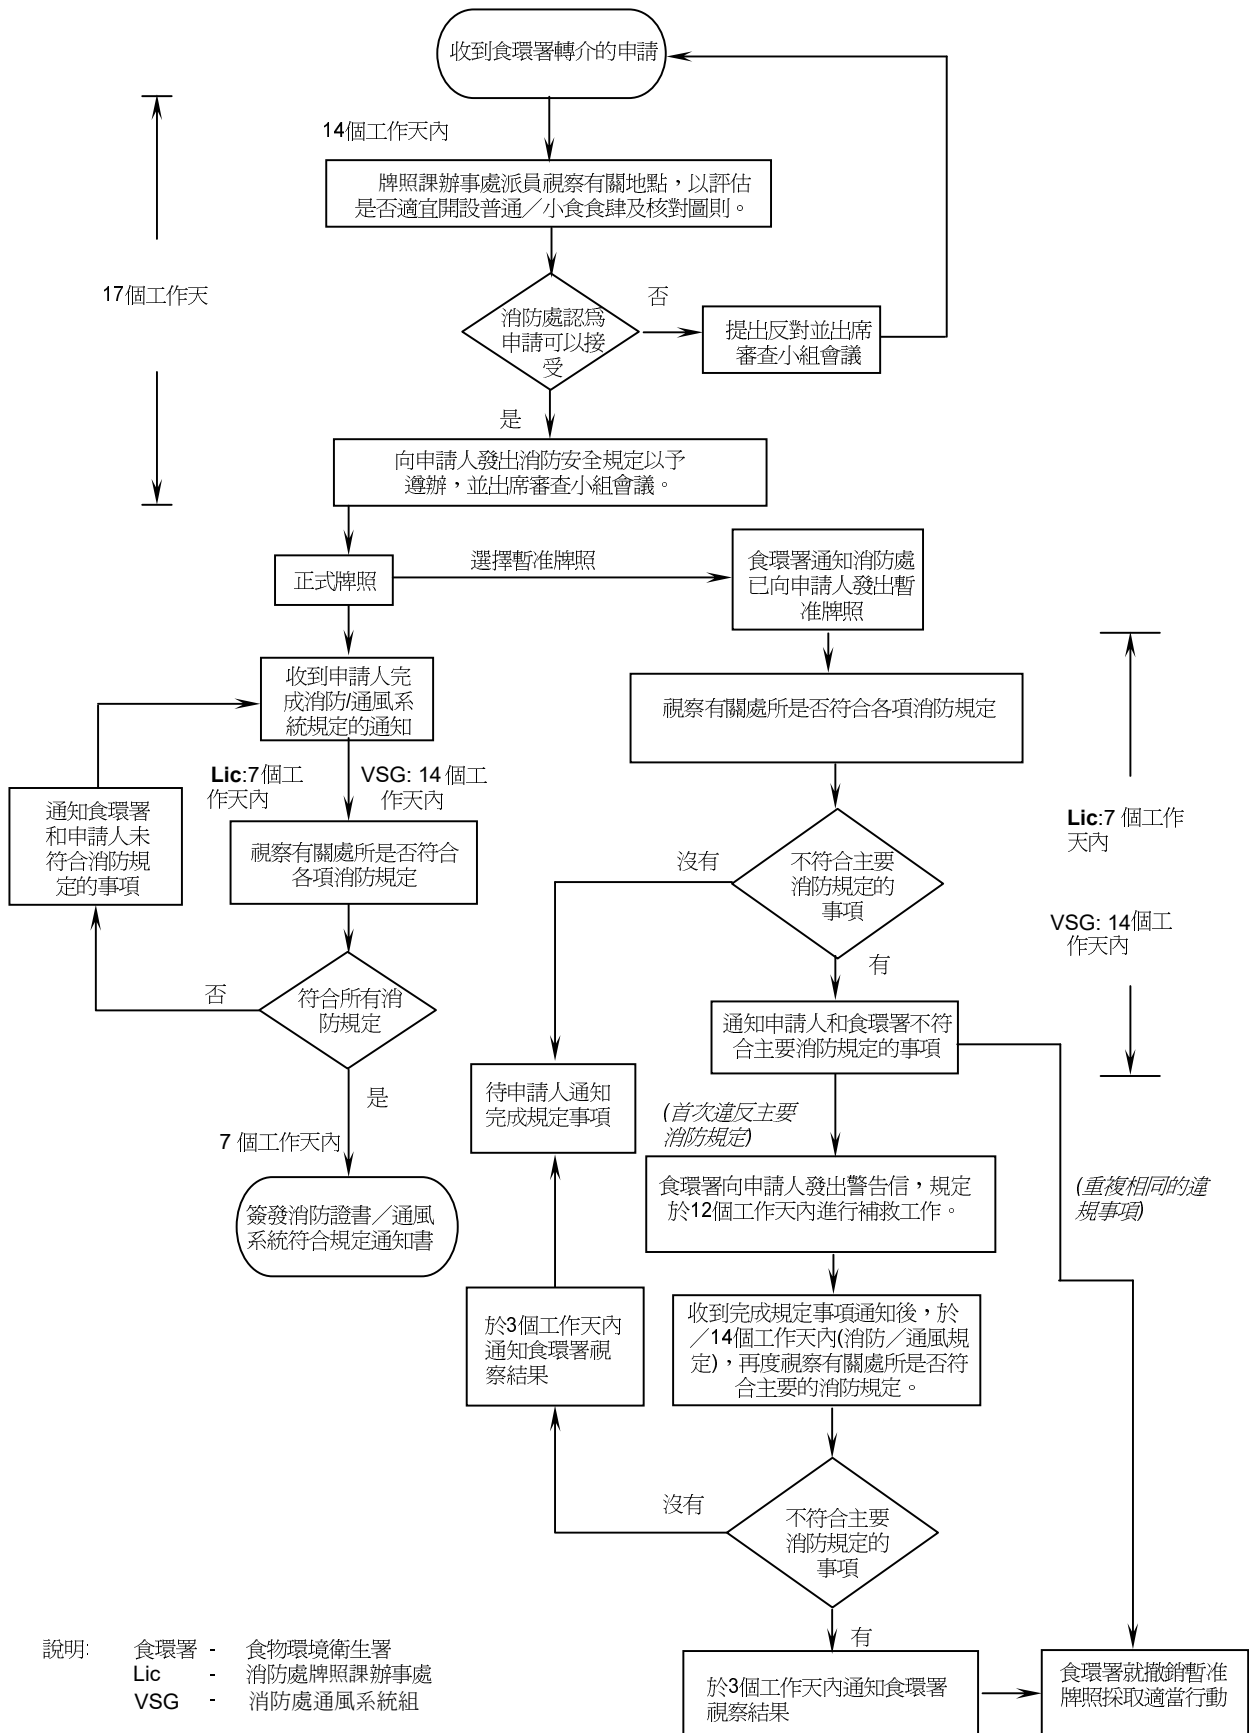 收到食環署轉介的申請
14個工作天內
牌照課辦事處派員視察有關地點，以評估
是否適宜開設普通／小食食肆及核對圖則。
17個工作天
消防處認為
申請可以接
受
否
提出反對並出席
審查小組會議
是
向申請人發出消防安全規定以予
遵辦，並出席審查小組會議。
正式牌照
選擇暫准牌照
食環署通知消防處
已向申請人發出暫
准牌照
收到申請人完
成消防/通風系
統規定的通知
Lic:7個工
作天內
VSG: 14個工
作天內
通知食環署
和申請人未
符合消防規
定的事項
視察有關處所是否符合
各項消防規定
否
符合所有消
防規定
是
7 個工作天內
簽發消防證書／通風
系統符合規定通知書
視察有關處所是否符合各項消防規定
Lic:7 個工作
天內
VSG: 14個工
作天內
沒有
不符合主要
消防規定的
事項
有
通知申請人和食環署不符
合主要消防規定的事項
待申請人通知
完成規定事項
(首次違反主要
消防規定)
食環署向申請人發出警告信，規定
於12個工作天內進行補救工作。
(重複相同的違
規事項)
於3個工作天內
通知食環署視
察結果
收到完成規定事項通知後，於
／14個工作天內(消防／通風規
定)，再度視察有關處所是否符
合主要的消防規定。
沒有
不符合主要
消防規定的
事項
有
於3個工作天內通知食環署
視察結果
食環署就撤銷暫准
牌照採取適當行動
說明: 食環署 - 食物環境衛生署
Lic - 消防處牌照課辦事處
VSG - 消防處通風系統組